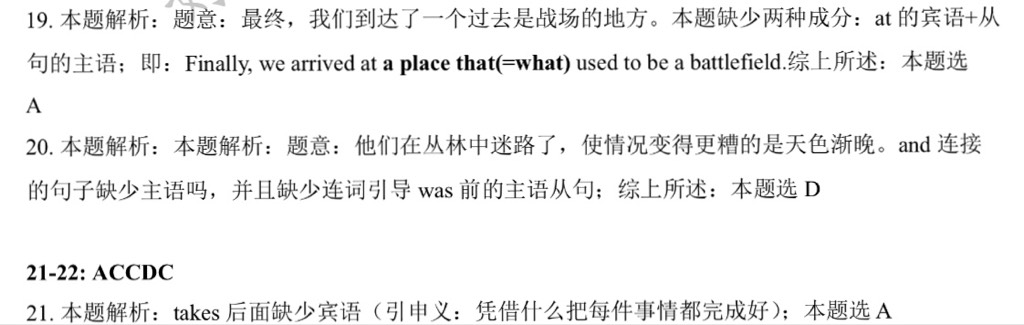 19. 本题解析：题意：最终，我们到达了一个过去是战场的地方。本题缺少两种成分：at 的宾语+从
句的主语；即：Finally, we arrived at a place that(=what) used to be a battlefield.综上所述：本题选
A
20. 本题解析：本题解析：题意：他们在丛林中迷路了，使情况变得更糟的是天色渐晚。and 连接
的句子缺少主语吗，并且缺少连词引导 was 前的主语从句；综上所述：本题选 D
21-22: ACCDC
21. 本题解析：takes 后面缺少宾语（引申义：凭借什么把每件事情都完成好）；本题选 A